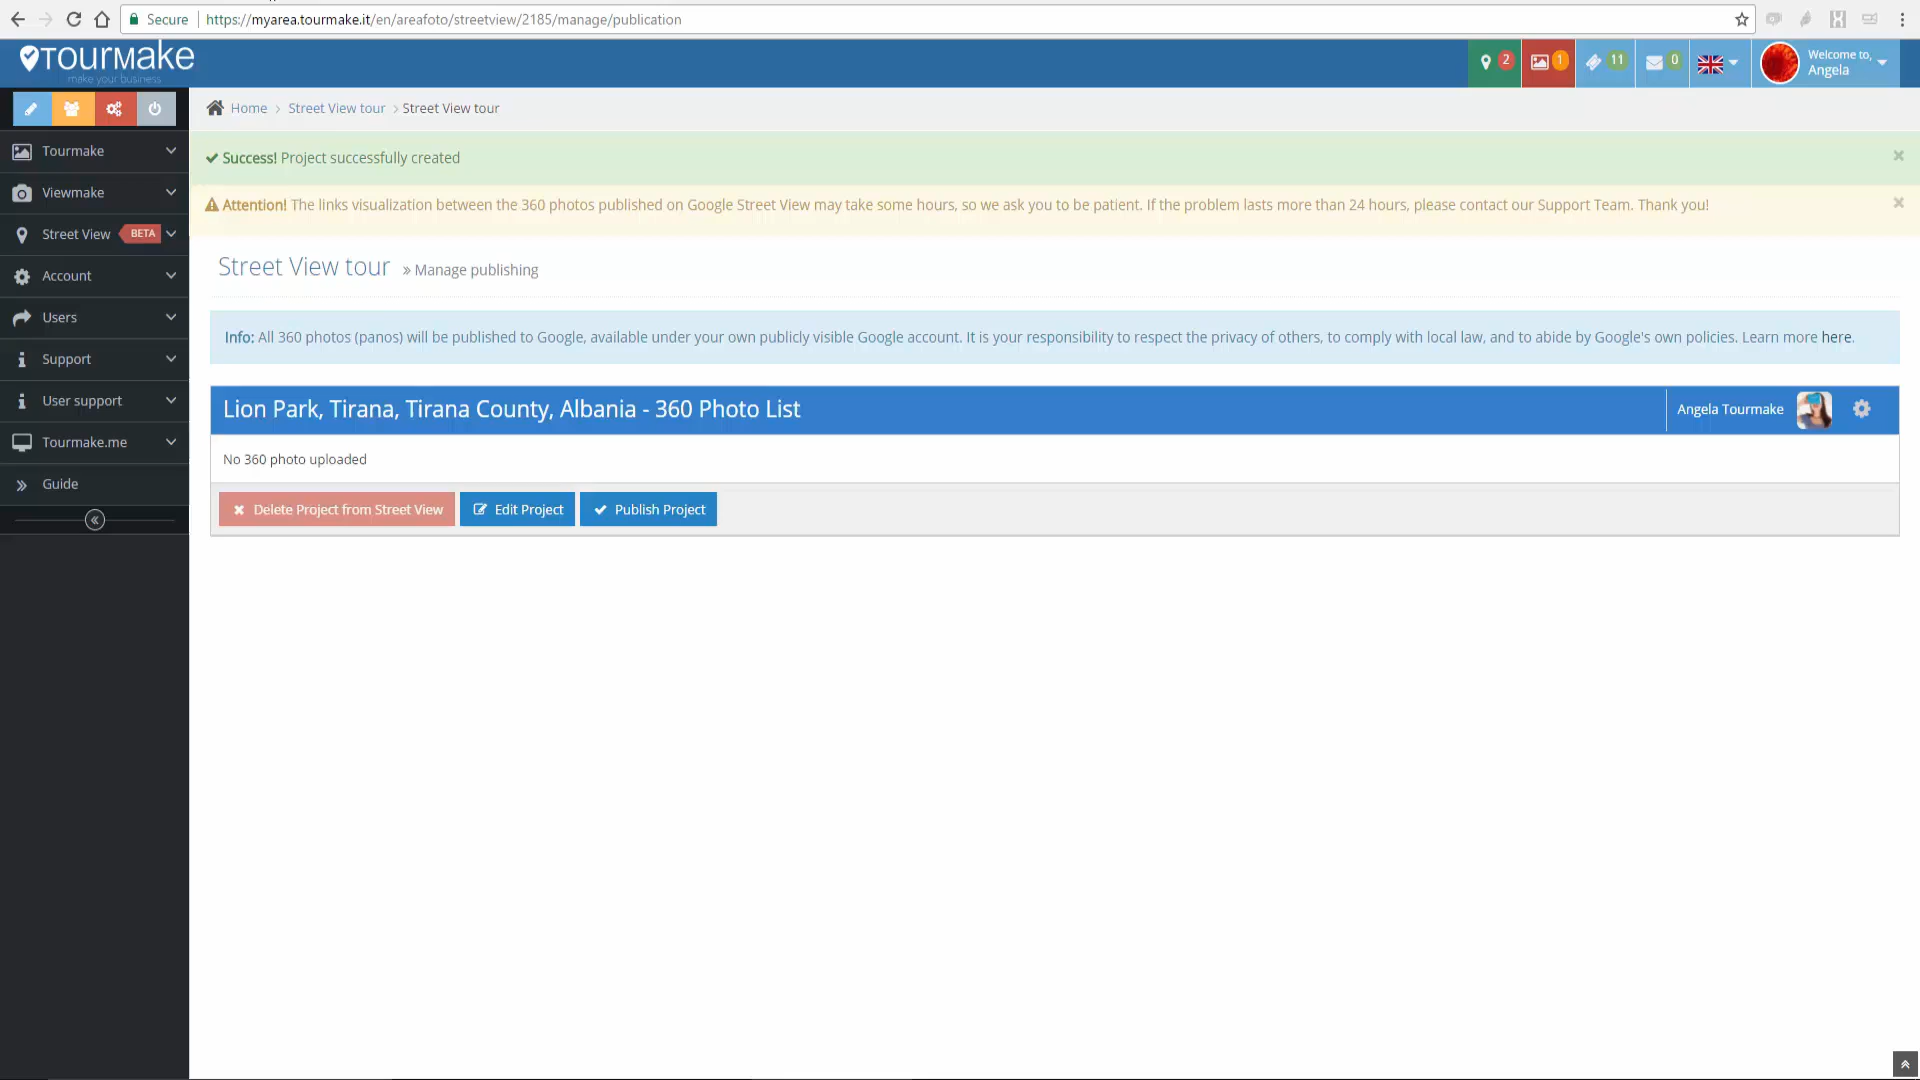 Secure https://myarea.tourmake.it/en/areafoto/streetview/2185/manage/publication
TOURMAKE
make your business
2
1
11
0
Welcome to,
Angela
Home > Street View tour > Street View tour
Tourmake
Viewmake
Street View BETA
Account
Users
Support
User support
Tourmake.me
Guide
Success! Project successfully created
Attention! The links visualization between the 360 photos published on Google Street View may take some hours, so we ask you to be patient. If the problem lasts more than 24 hours, please contact our Support Team. Thank you!
Street View tour » Manage publishing
Info: All 360 photos (panos) will be published to Google, available under your own publicly visible Google account. It is your responsibility to respect the privacy of others, to comply with local law, and to abide by Google's own policies. Learn more here.
Lion Park, Tirana, Tirana County, Albania - 360 Photo List
Angela Tourmake
No 360 photo uploaded
Delete Project from Street View
Edit Project
Publish Project